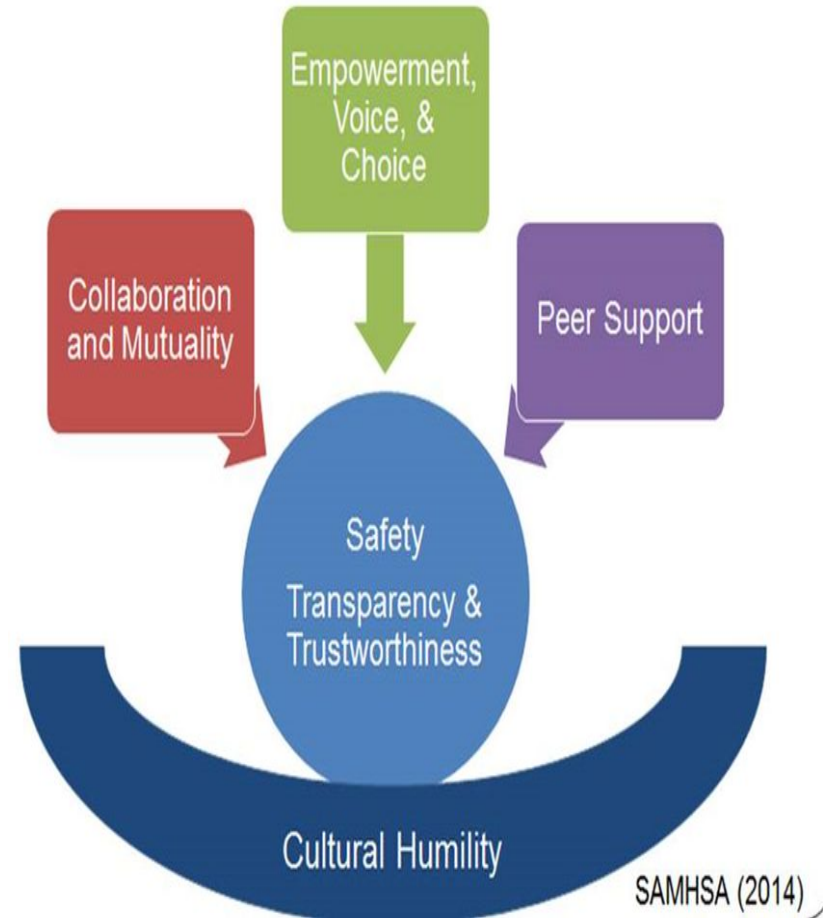 Empowerment,
Voice, &
Choice
Collaboration
and Mutuality
Peer Support
Safety
Transparency &
Trustworthiness
Cultural Humility
SAMHSA (2014)